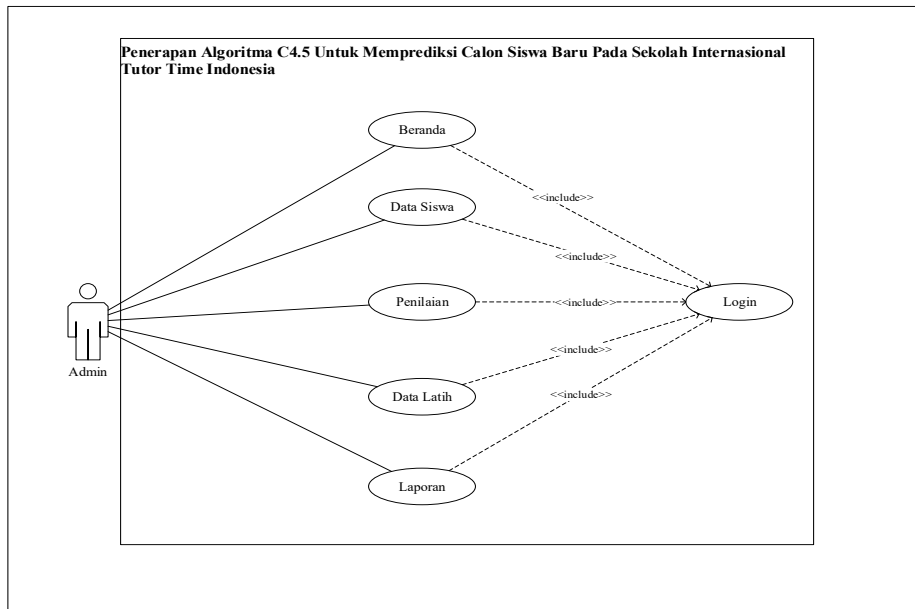 Penerapan Algoritma C4.5 Untuk Memprediksi Calon Siswa Baru Pada Sekolah Internasional
Tutor Time Indonesia
Beranda
<<include>>
Data Siswa
<<include>>
Penilaian
<<include>>
Login
Admin
<<include>>
Data Latih
<<include>>
Laporan